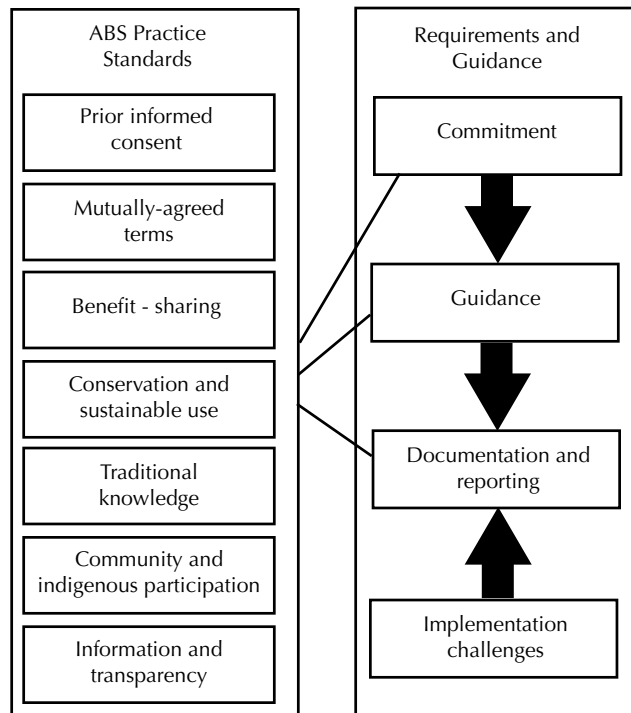 ABS Practice
Standards
Prior informed
consent
Mutually-agreed
terms
Benefit - sharing
Conservation and
sustainable use
Traditional
knowledge
Community and
indigenous participation
Information and
transparency
Requirements and
Guidance
Commitment
Guidance
Documentation and
reporting
Implementation
challenges